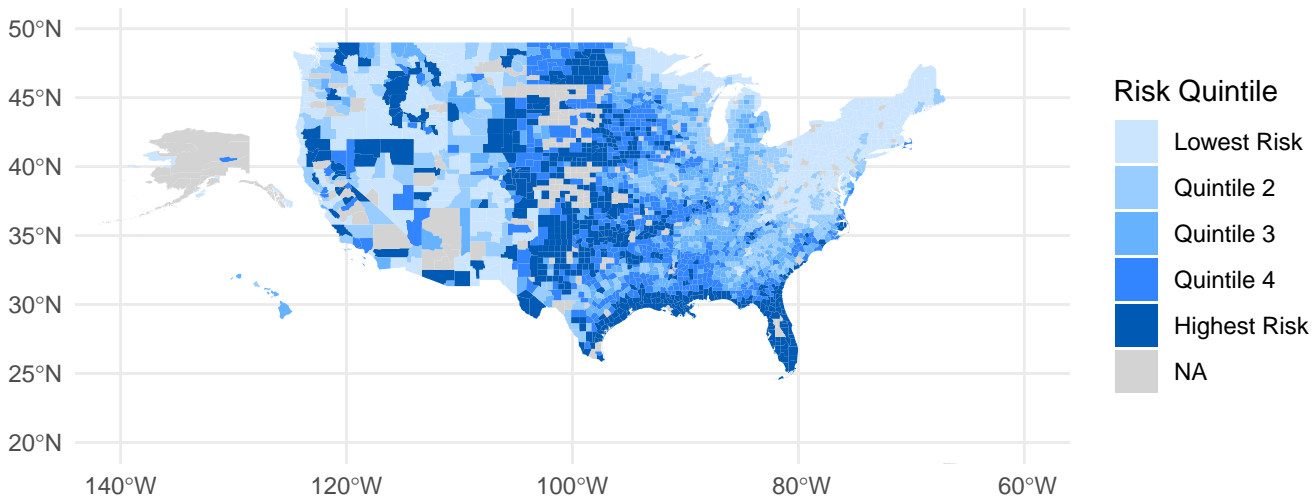 50°N
45°N
40°N
35°N
30°N
25°N
20°N
140°W
120°W
100°W
80°W
60°W
Risk Quintile
Lowest Risk
Quintile 2
Quintile 3
Quintile 4
Highest Risk
NA